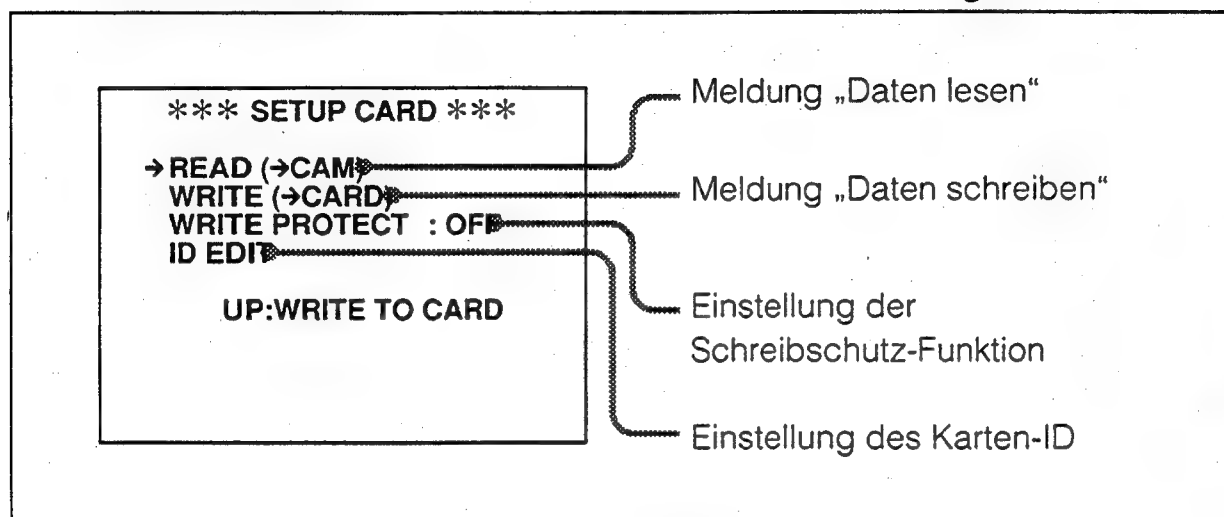 *** SETUP CARD ***
→ READ (→CAM)
WRITE (→CARD)
WRITE PROTECT : OFF
ID EDIT
UP:WRITE TO CARD
Meldung „Daten lesen“
Meldung „Daten schreiben“
Einstellung der
Schreibschutz-Funktion
Einstellung des Karten-ID